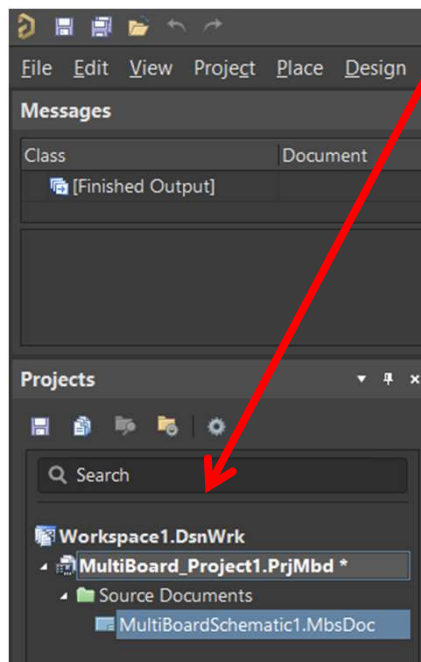 File Edit View Project Place Design
Messages
Class Document
[Finished Output]
Projects
Search
Workspace1.DsnWrk
MultiBoard_Project1.PrjMbd *
Source Documents
MultiBoardSchematic1.MbsDoc